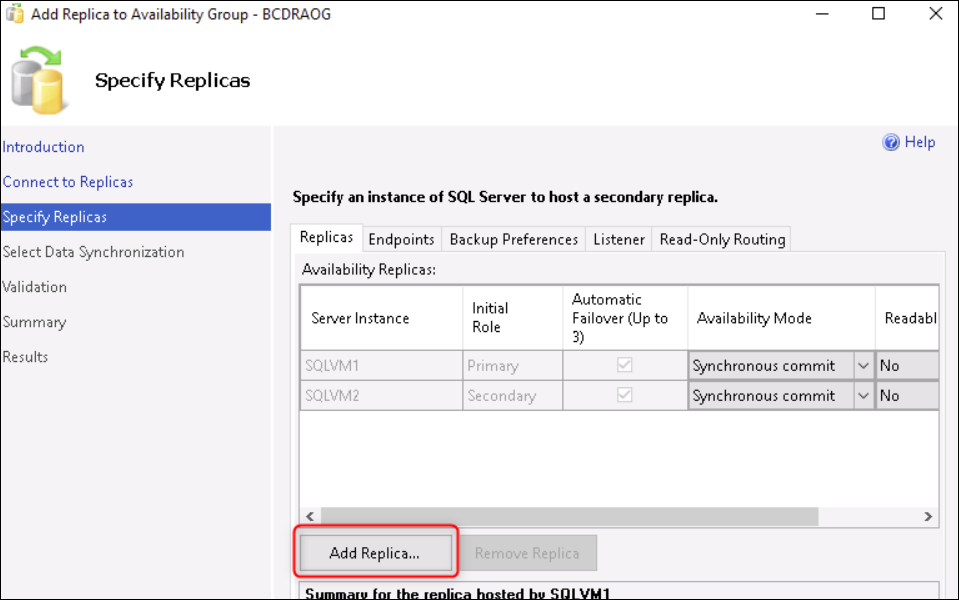 Add Replica to Availability Group - BCDRAOG
Specify Replicas
Introduction
Connect to Replicas
Specify Replicas
Select Data Synchronization
Validation
Summary
Results
Help
Specify an instance of SQL Server to host a secondary replica.
Replicas Endpoints Backup Preferences Listener Read-Only Routing
Availability Replicas:
Server Instance Initial Role Automatic Failover (Up to 3) Availability Mode Readabl
SQLVM1 Primary Synchronous commit No
SQLVM2 Secondary Synchronous commit No
Add Replica... Remove Replica
Summary for the replica hosted by SQLVM1